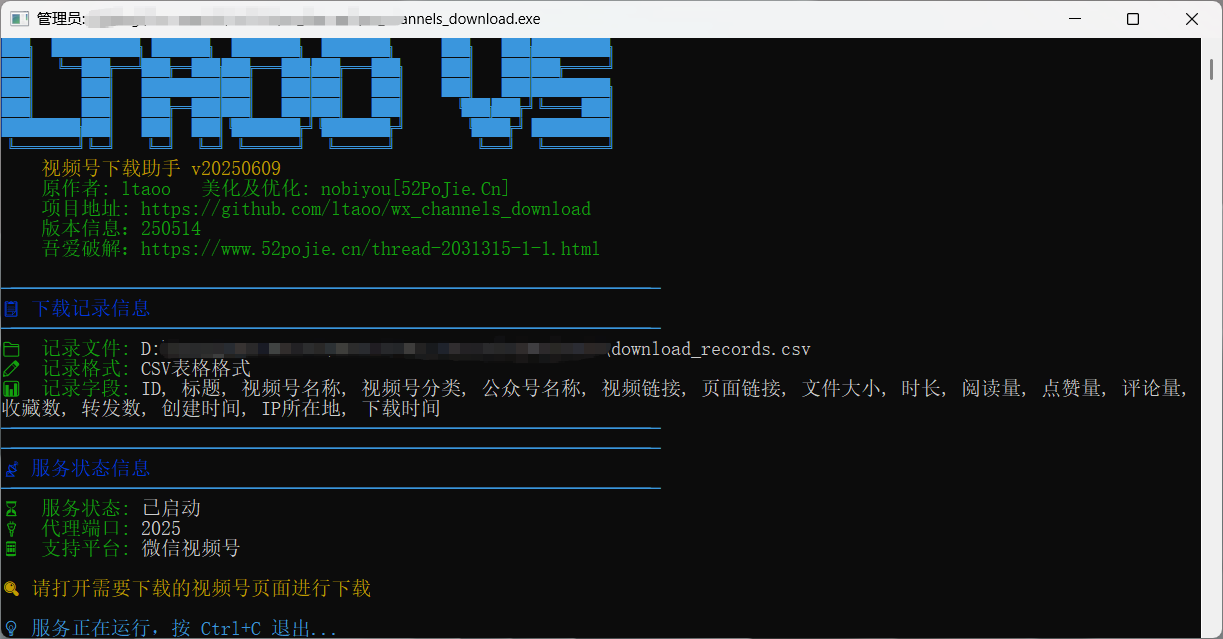 管理员: annels_download.exe
LTAOO VS
视频号下载助手 v20250609
原作者: ltaoo 美化及优化: nobiyou[52PoJie.Cn]
项目地址: https://github.com/ltaoo/wx_channels_download
版本信息: 250514
吾爱破解: https://www.52pojie.cn/thread-2031315-1-1.html
下载记录信息
记录文件: D:\download_records.csv
记录格式: CSV表格格式
记录字段: ID, 标题, 视频号名称, 视频号分类, 公众号名称, 视频链接, 页面链接, 文件大小, 时长, 阅读量, 点赞量, 评论量,
收藏数, 转发数, 创建时间, IP所在地, 下载时间
服务状态信息
服务状态: 已启动
代理端口: 2025
支持平台: 微信视频号
请打开需要下载的视频号页面进行下载
服务正在运行，按 Ctrl+C 退出...